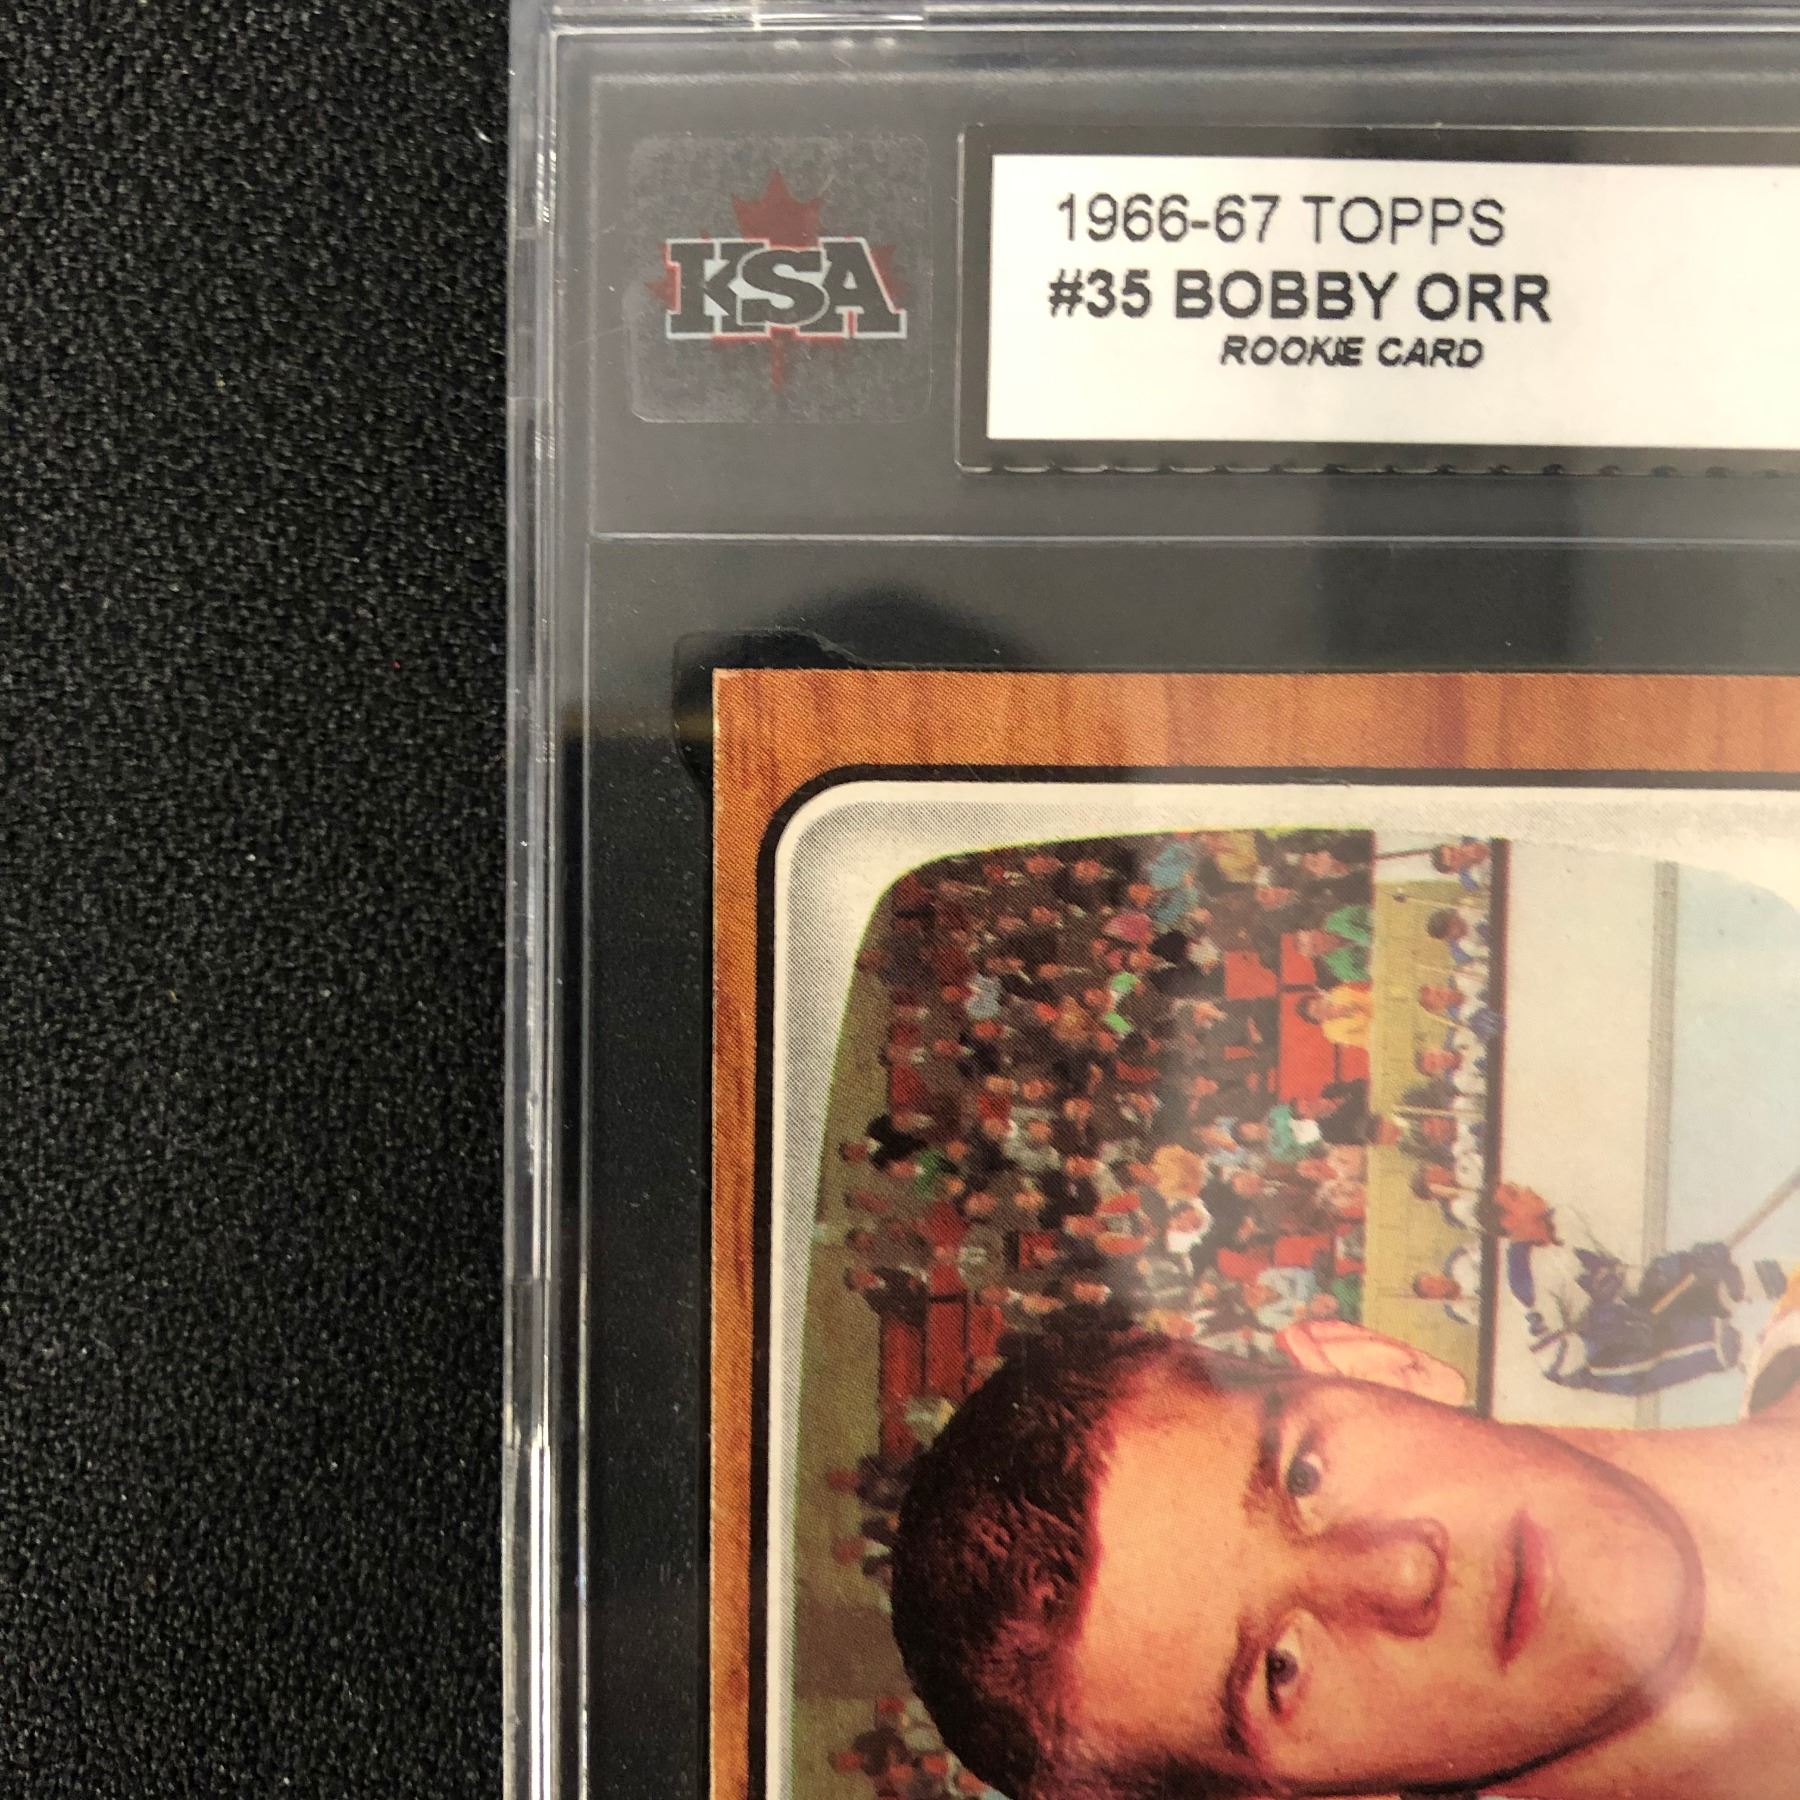 KSA
1966-67 TOPPS
#35 BOBBY ORR
ROOKIE CARD